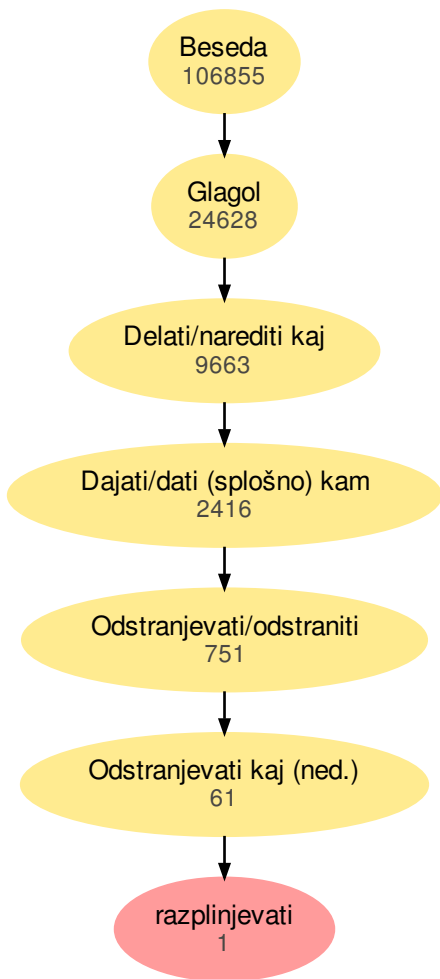 Beseda
106855
Glagol
24628
Delati/narediti kaj
9663
Dajati/dati (splošno) kam
2416
Odstranjevati/odstraniti
751
Odstranjevati kaj (ned.)
61
razplinjevati
1